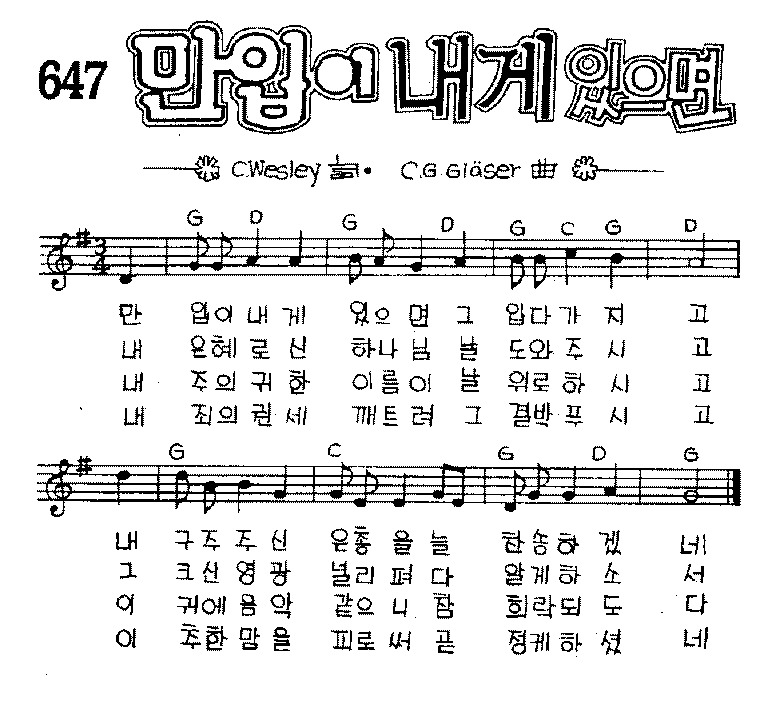 647 만입이 내게 있으면
C.Wesley 詞. C.G.Gläser 曲
G D G D G C G D
만 입이 내 게 있으 면 그 입다가 지 고
내 은혜로 신 하나 님 날 도와 주 시 고
내 주의 귀 한 이름이 날 위로하 시 고
내 죄의 권 세 깨트 려 그 결박 푸 시 고
G C G D G
내 구주 주 신 은총 을 늘 찬송하 겠 네
그 크신 영 광 널리 펴 다 알게하 소 서
이 귀에 음 악 같으 니 참 희락되 도 다
이 추한 맘 을 피로 써 곧 정케 하 셨 네